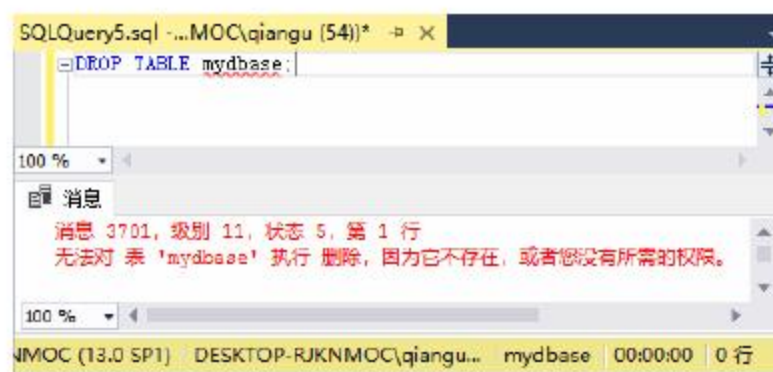 SQLQuery5.sql -...MOC\qiangu (54))*
DROP TABLE mydbase;
100 %
消息
消息 3701，级别 11，状态 5，第 1 行
无法对 表 'mydbase' 执行 删除，因为它不存在，或者您没有所需的权限。
100 %
NMOC (13.0 SP1) DESKTOP-RJKNMOC\qiangu... mydbase 00:00:00 0 行